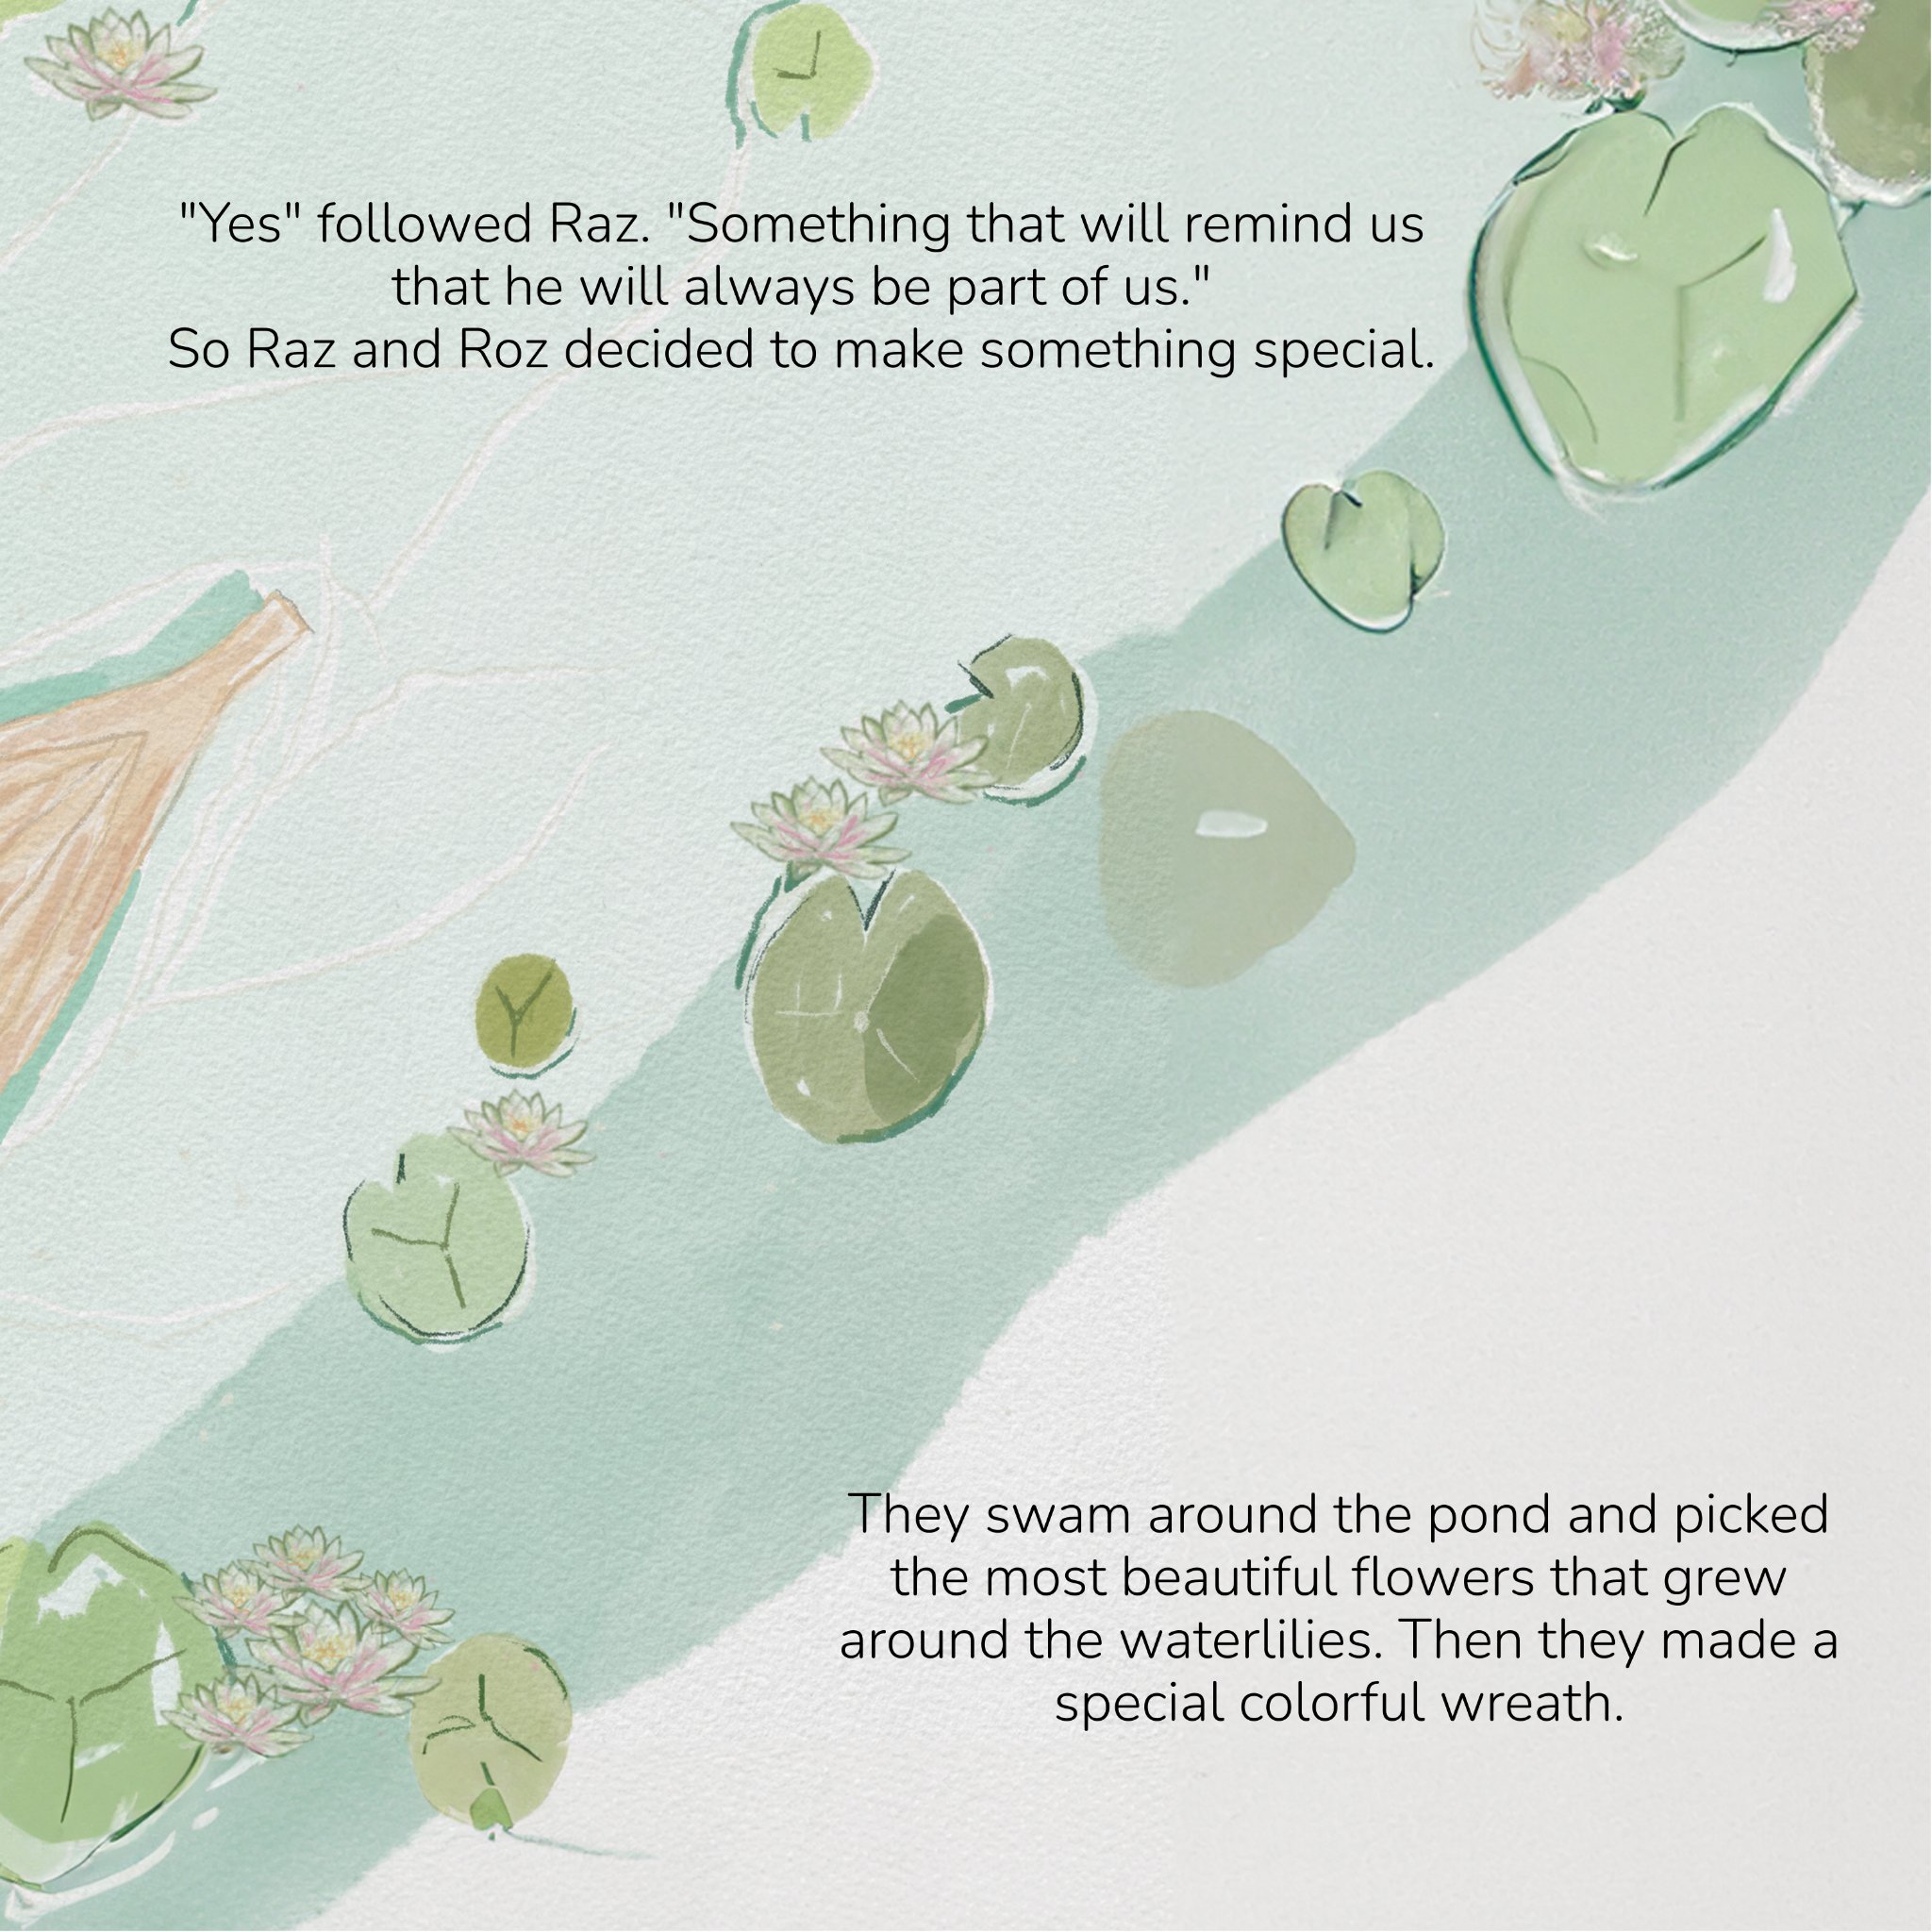 "Yes" followed Raz. "Something that will remind us
that he will always be part of us."
So Raz and Roz decided to make something special.
They swam around the pond and picked
the most beautiful flowers that grew
around the waterlilies. Then they made a
special colorful wreath.